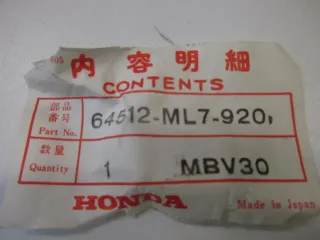 605
内容明細
CONTENTS
部品
番号
Part No.
64512-ML7-920,
数量
Quantity
1 MBV30
HONDA
Made in Japan